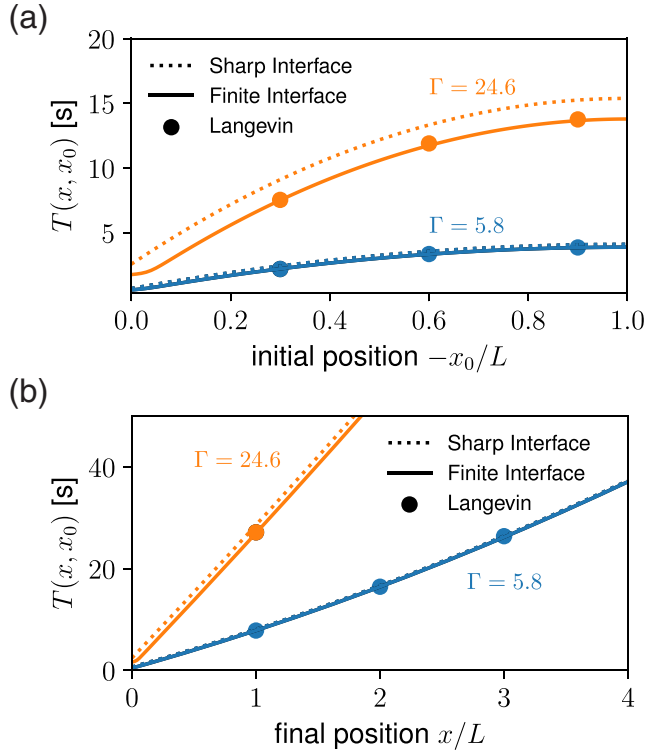 (a)
20
15
10
5
T(x, x₀) [s]
Sharp Interface
Finite Interface
Langevin
Γ = 24.6
Γ = 5.8
0.0 0.2 0.4 0.6 0.8 1.0
initial position −x₀/L
(b)
40
20
0
T(x, x₀) [s]
Γ = 24.6
Sharp Interface
Finite Interface
Langevin
Γ = 5.8
0 1 2 3 4
final position x/L